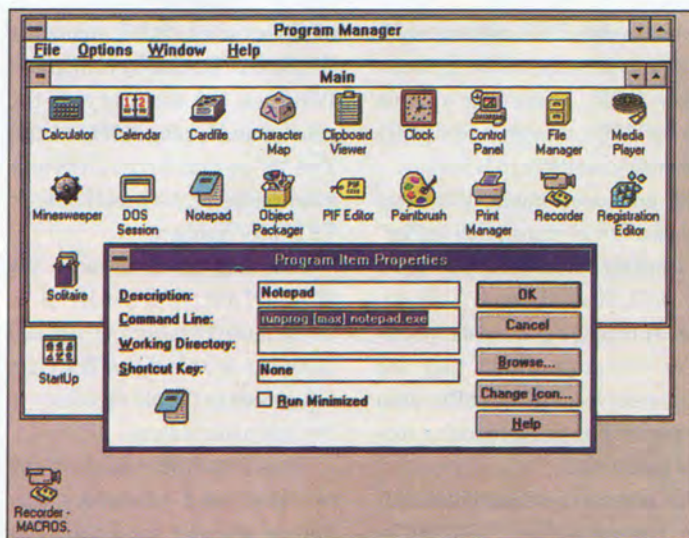 Program Manager
File Options Window Help
Main
Calculator
Calendar
Cardfile
Character Map
Clipboard Viewer
Clock
Control Panel
File Manager
Media Player
Minesweeper
DOS Session
Notepad
Object Packager
PIF Editor
Paintbrush
Print Manager
Recorder
Registration Editor
Solitaire
StartUp
Program Item Properties
Description: Notepad
Command Line: runprog [max] notepad.exe
Working Directory:
Shortcut Key: None
Run Minimized
OK
Cancel
Browse...
Change Icon...
Help
Recorder -
MACROS.